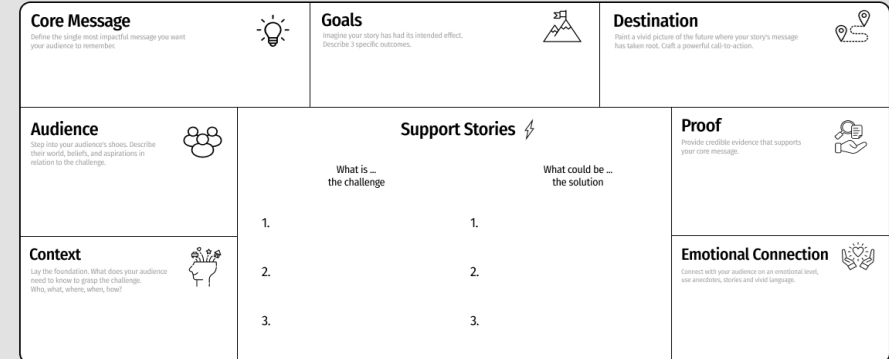 Core Message
Define the single most impactful message you want
your audience to remember.
Goals
Imagine your story has had its intended effect.
Describe 3 specific outcomes.
Destination
Paint a vivid picture of the future where your story's message
has taken root. Craft a powerful call-to-action.
Audience
Step into your audience's shoes. Describe
their world, beliefs, and aspirations in
relation to the challenge.
Context
Lay the foundation. What does your audience
need to know to grasp the challenge.
Who, what, where, when, how?
Support Stories
What is ...
the challenge
What could be ...
the solution
1.
1.
2.
2.
3.
3.
Proof
Provide credible evidence that supports
your core message.
Emotional Connection
Connect with your audience on an emotional level,
use anecdotes, stories and vivid language.